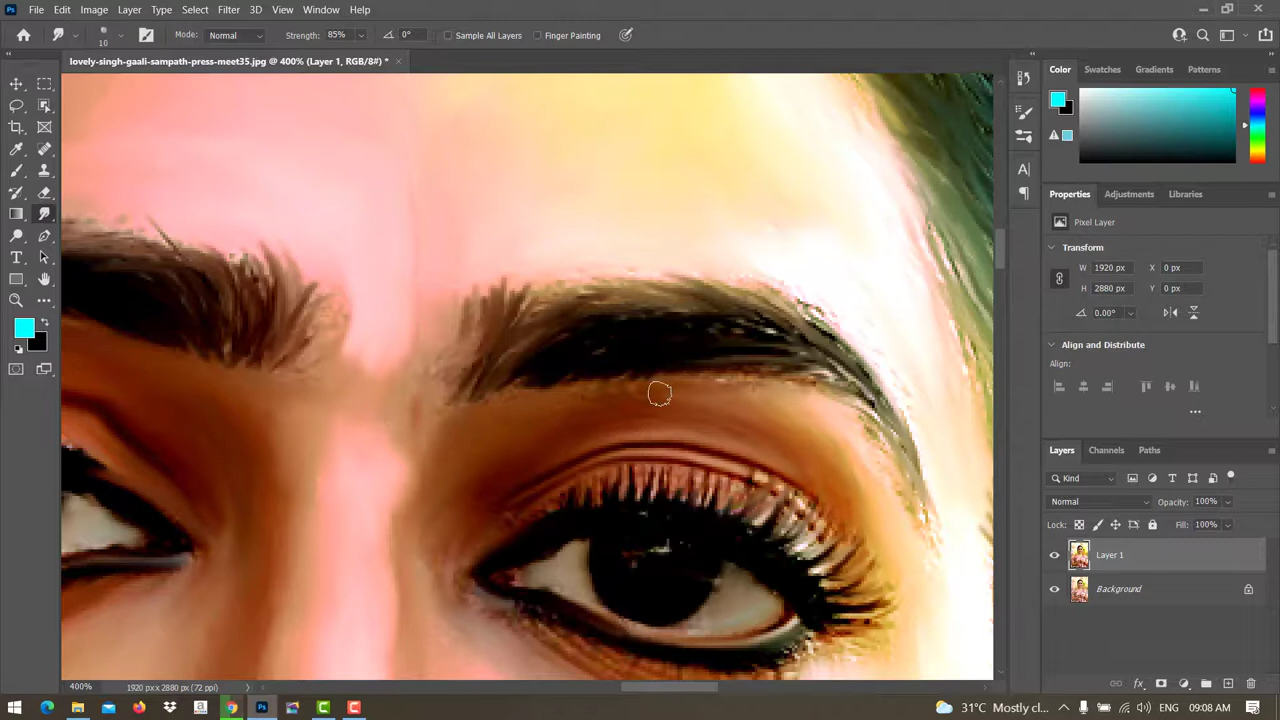 File Edit Image Layer Type Select Filter 3D View Window Help
10 Mode: Normal Strength: 85% 0° Sample All Layers Finger Painting
lovely-singh-gaali-sampath-press-meet35.jpg @ 400% (Layer 1, RGB/8#) *
Color Swatches Gradients Patterns
Properties Adjustments Libraries
Pixel Layer
Transform
W 1920 px X 0 px
H 2880 px Y 0 px
0.00°
Align and Distribute
Align:
Layers Channels Paths
Kind
Normal Opacity: 100%
Lock: Fill: 100%
Layer 1
Background
400% 1920 px x 2880 px (72 ppi)
31°C Mostly cl... ENG 09:08 AM